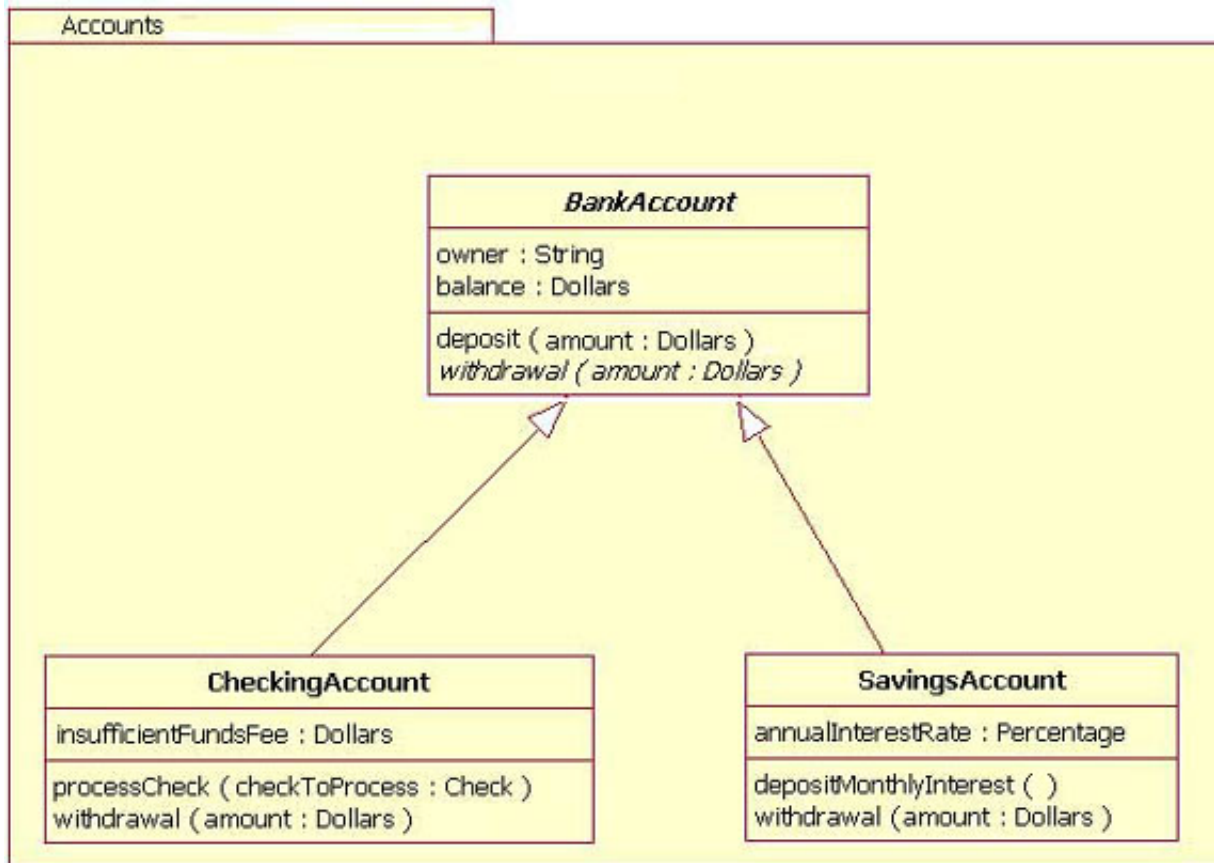 Accounts
BankAccount
owner : String
balance : Dollars
deposit ( amount : Dollars )
withdrawal ( amount : Dollars )
CheckingAccount
insufficientFundsFee : Dollars
processCheck ( checkToProcess : Check )
withdrawal ( amount : Dollars )
SavingsAccount
annualInterestRate : Percentage
depositMonthlyInterest ( )
withdrawal ( amount : Dollars )